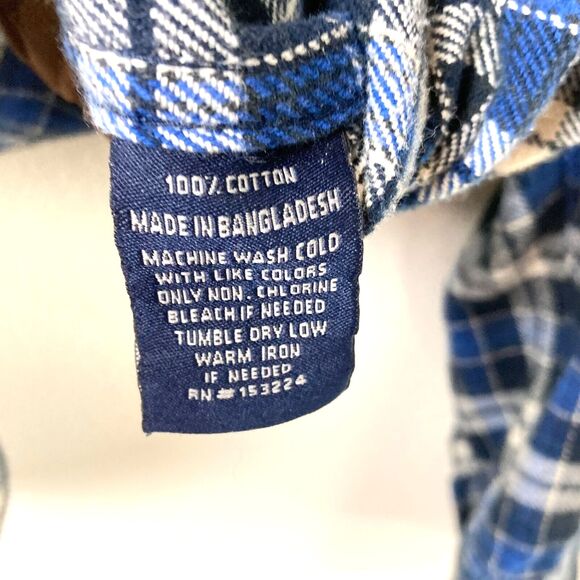 100% COTTON
MADE IN BANGLADESH
MACHINE WASH COLD
WITH LIKE COLORS
ONLY NON. CHLORINE
BLEACH IF NEEDED
TUMBLE DRY LOW
WARM IRON
IF NEEDED
RN # 153224